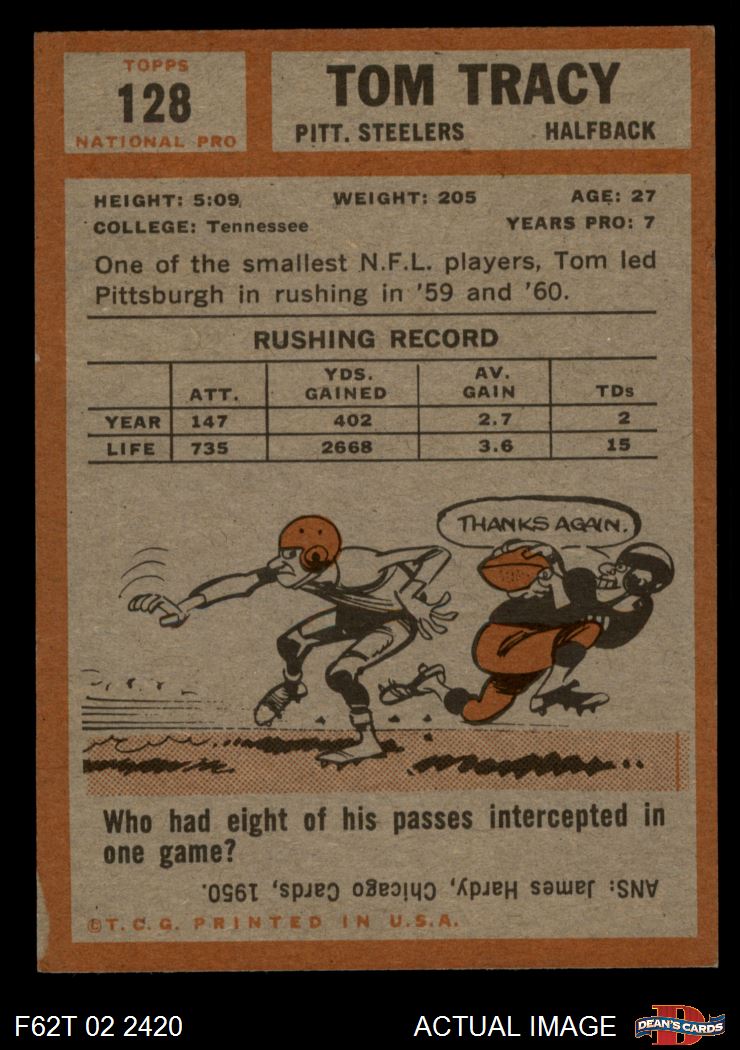 TOPPS
128
NATIONAL PRO
TOM TRACY
PITT. STEELERS HALFBACK
HEIGHT: 5:09 WEIGHT: 205 AGE: 27
COLLEGE: Tennessee YEARS PRO: 7
One of the smallest N.F.L. players, Tom led
Pittsburgh in rushing in '59 and '60.
RUSHING RECORD
ATT. YDS. GAINED AV. GAIN TDs
YEAR 147 402 2.7 2
LIFE 735 2668 3.6 15
THANKS AGAIN.
Who had eight of his passes intercepted in
one game?
ANS: James Hardy, Chicago Cards, 1950.
©T.C.G. PRINTED IN U.S.A.
F62T 02 2420 ACTUAL IMAGE
DEAN'S CARDS